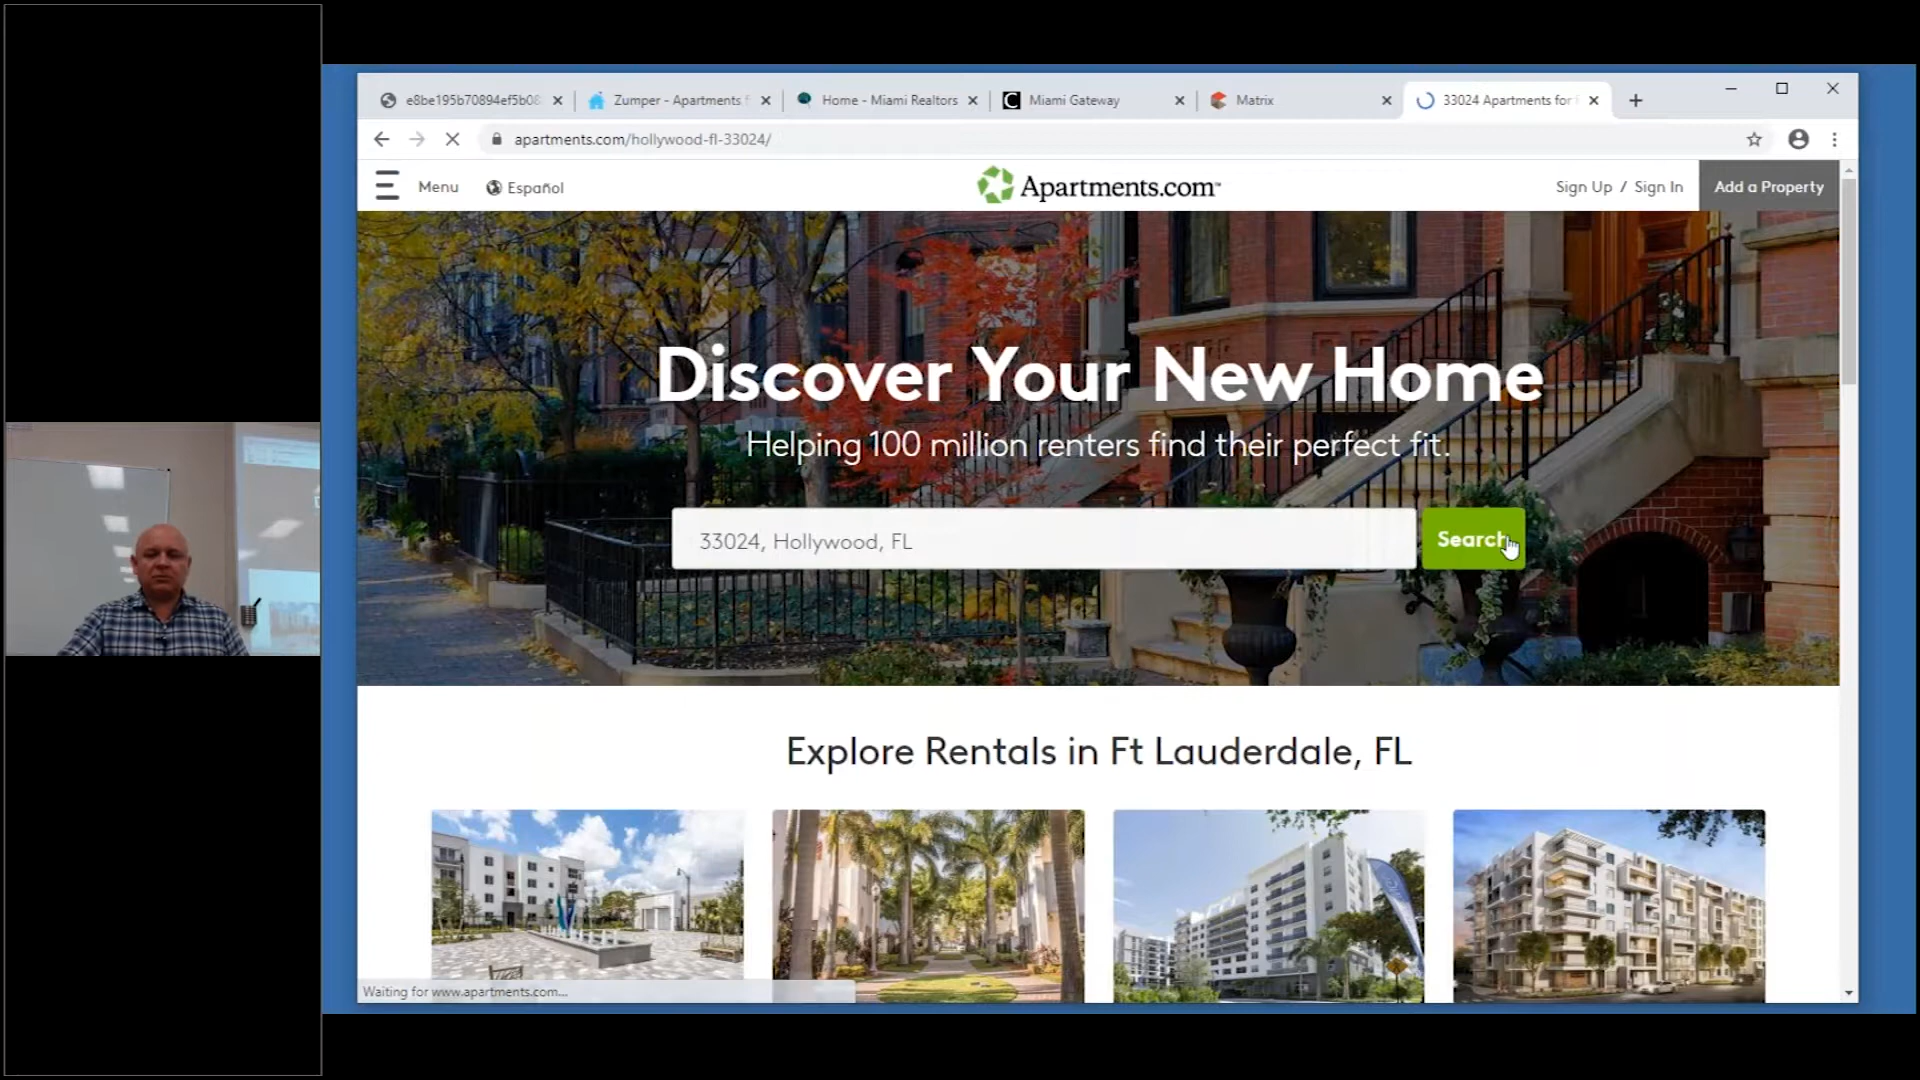 e8be195b70894ef5b08
Zumper - Apartments f
Home - Miami Realtors
Miami Gateway
Matrix
33024 Apartments for
apartments.com/hollywood-fl-33024/
Menu
Español
Apartments.com
Sign Up / Sign In
Add a Property
Discover Your New Home
Helping 100 million renters find their perfect fit.
33024, Hollywood, FL
Search
Explore Rentals in Ft Lauderdale, FL
Waiting for www.apartments.com...